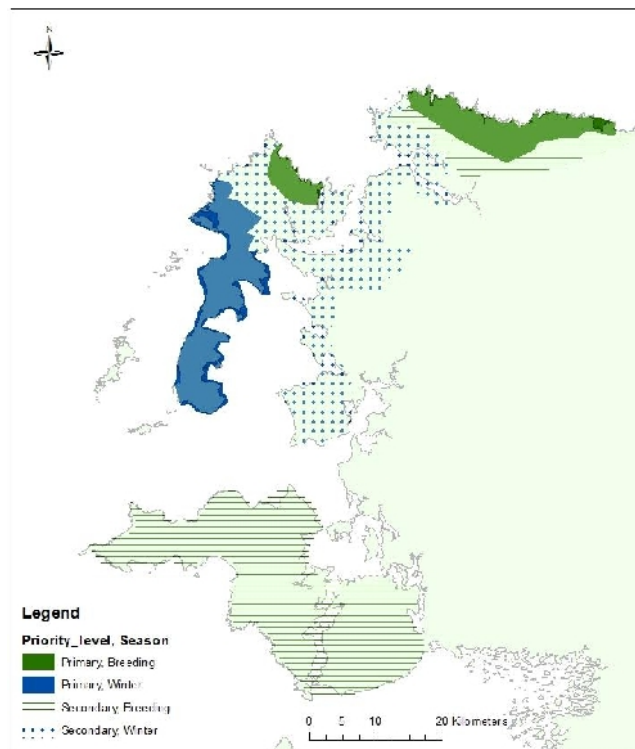 N
Legend
Priority_level, Season
Primary, Breeding
Primary, Winter
Secondary, Breeding
Secondary, Winter
0 5 10 20 Kilometers